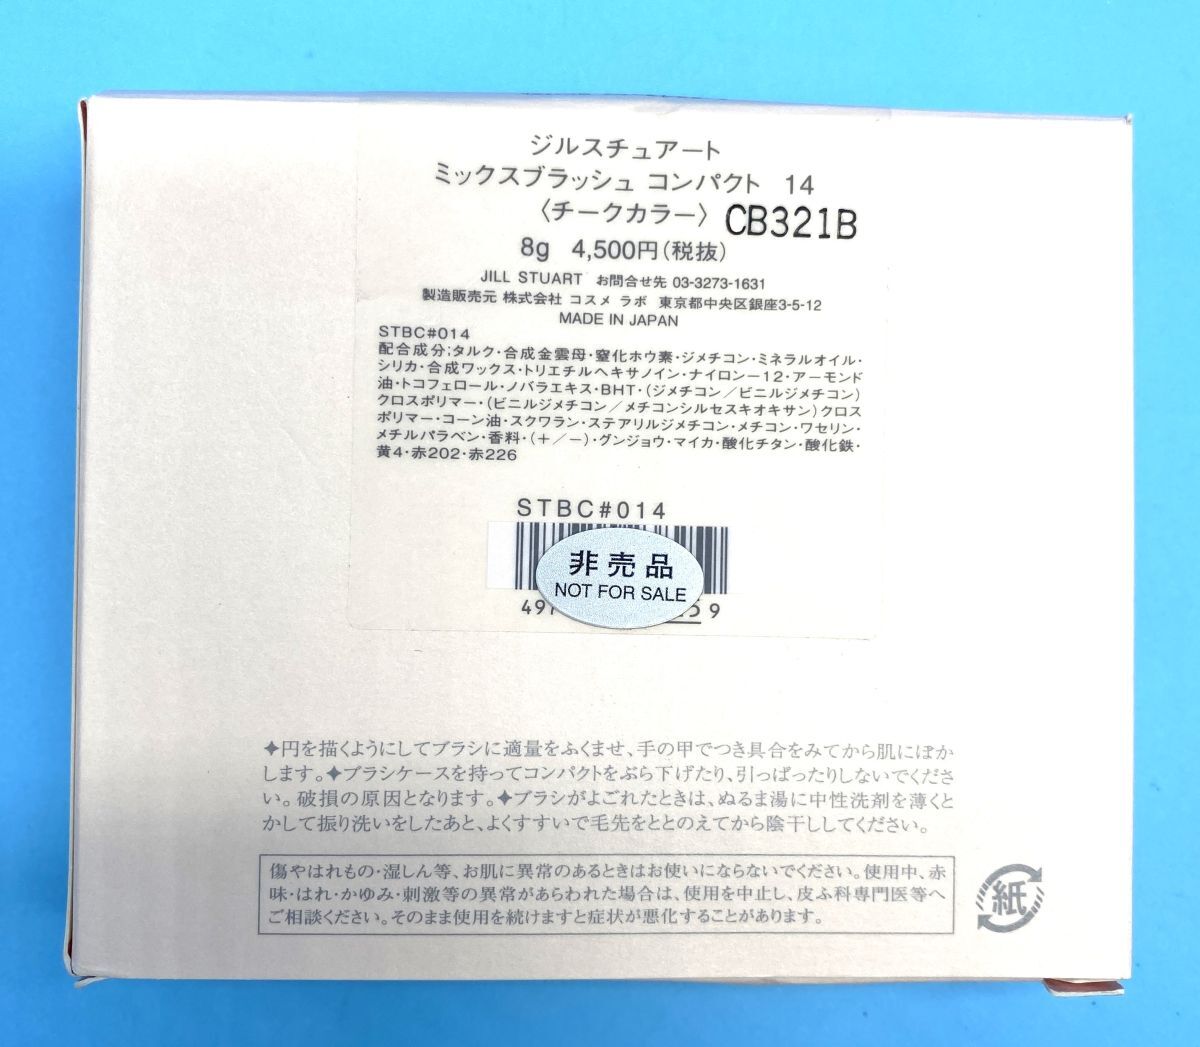 ジルスチュアート
ミックスブラッシュ コンパクト 14
〈チークカラー〉 CB321B
8g 4,500円(税抜)
JILL STUART お問合せ先 03-3273-1631
製造販売元 株式会社 コスメ ラボ 東京都中央区銀座3-5-12
MADE IN JAPAN
STBC#014
配合成分;タルク・合成金雲母・窒化ホウ素・ジメチコン・ミネラルオイル・
シリカ・合成ワックス・トリエチルヘキサノイン・ナイロン－12・アーモンド
油・トコフェロール・ノバラエキス・BHT・(ジメチコン／ビニルジメチコン)
クロスポリマー・(ビニルジメチコン／メチコンシルセスキオキサン)クロス
ポリマー・コーン油・スクワラン・ステアリルジメチコン・メチコン・ワセリン・
メチルパラベン・香料・(＋／－)・グンジョウ・マイカ・酸化チタン・酸化鉄・
黄4・赤202・赤226
STBC#014
非売品
NOT FOR SALE
✦円を描くようにしてブラシに適量をふくませ、手の甲でつき具合をみてから肌にぼか
します。✦ブラシケースを持ってコンパクトをぶら下げたり、引っぱったりしないでくださ
い。破損の原因となります。✦ブラシがよごれたときは、ぬるま湯に中性洗剤を薄くと
かして振り洗いをしたあと、よくすすいで毛先をととのえてから陰干ししてください。
傷やはれもの・湿しん等、お肌に異常のあるときはお使いにならないでください。使用中、赤
味・はれ・かゆみ・刺激等の異常があらわれた場合は、使用を中止し、皮ふ科専門医等へ
ご相談ください。そのまま使用を続けますと症状が悪化することがあります。
紙